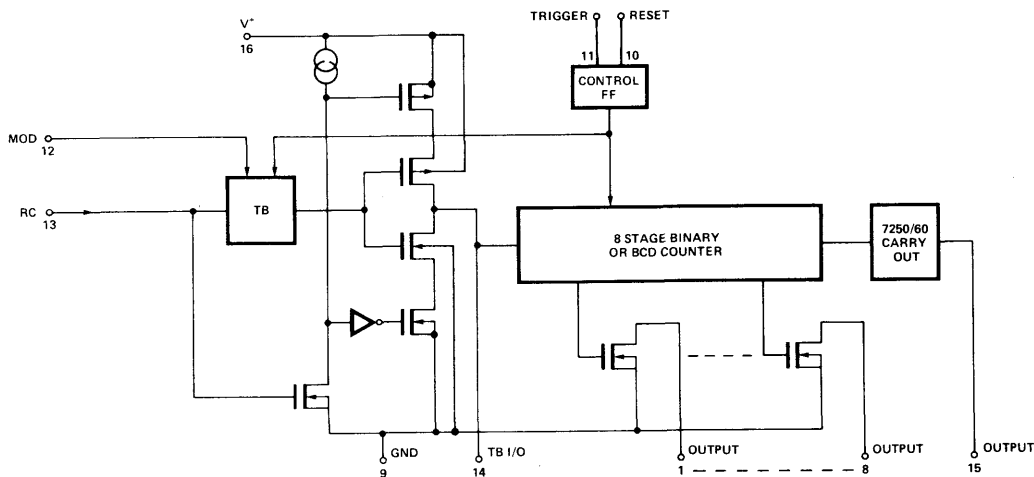 TRIGGER
RESET
V+
16
11
10
CONTROL
FF
MOD
12
RC
13
TB
8 STAGE BINARY
OR BCD COUNTER
7250/60
CARRY
OUT
GND
9
TB I/O
14
OUTPUT
1
OUTPUT
8
OUTPUT
15